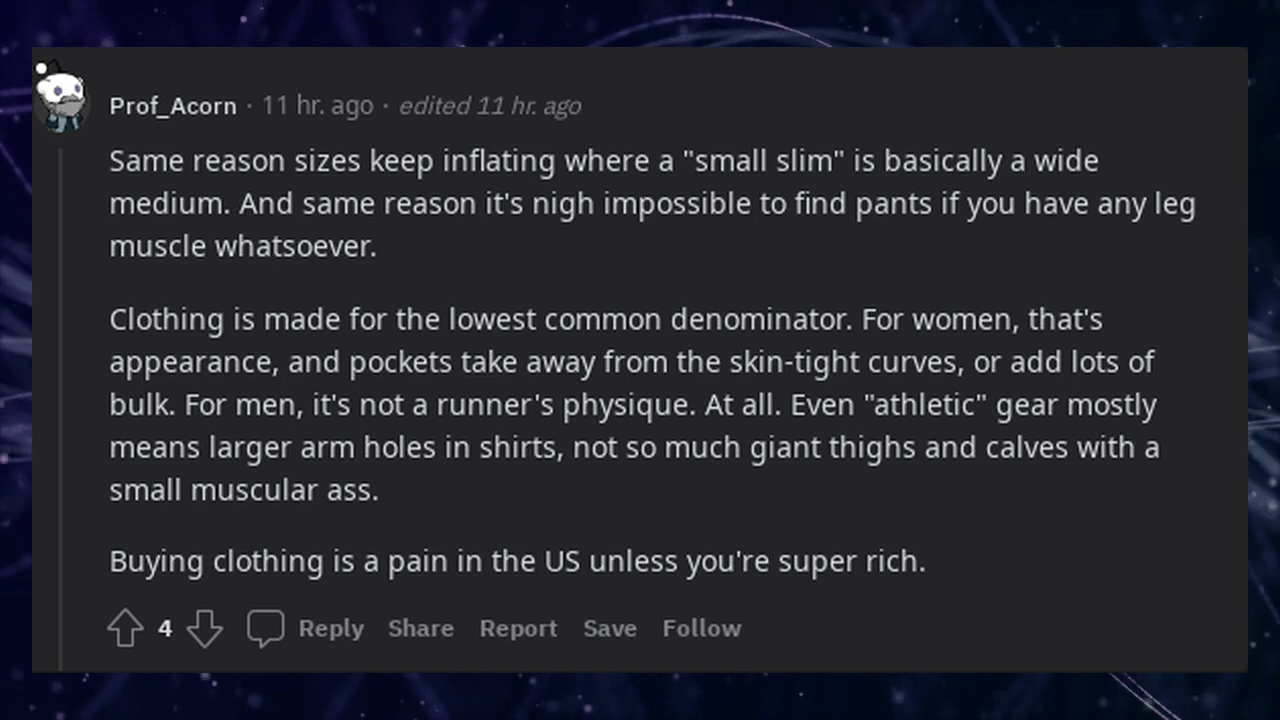 Prof_Acorn · 11 hr. ago · edited 11 hr. ago
Same reason sizes keep inflating where a "small slim" is basically a wide
medium. And same reason it's nigh impossible to find pants if you have any leg
muscle whatsoever.
Clothing is made for the lowest common denominator. For women, that's
appearance, and pockets take away from the skin-tight curves, or add lots of
bulk. For men, it's not a runner's physique. At all. Even "athletic" gear mostly
means larger arm holes in shirts, not so much giant thighs and calves with a
small muscular ass.
Buying clothing is a pain in the US unless you're super rich.
4 Reply Share Report Save Follow